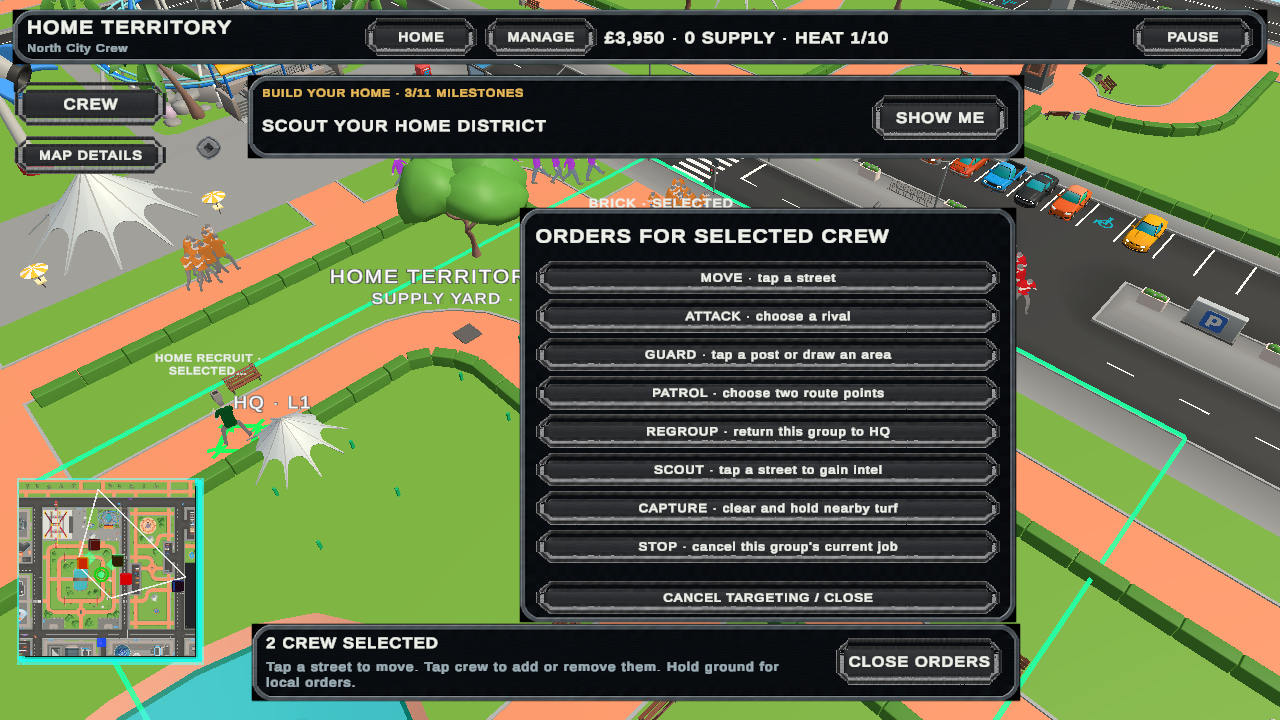 HOME TERRITORY
North City Crew
HOME
MANAGE
£3,950 · 0 SUPPLY · HEAT 1/10
PAUSE
CREW
MAP DETAILS
BUILD YOUR HOME · 3/11 MILESTONES
SCOUT YOUR HOME DISTRICT
SHOW ME
BRICK · SELECTED
HOME TERRITOR
SUPPLY YARD ·
HOME RECRUIT ·
SELECTED...
HQ · L1
P
ORDERS FOR SELECTED CREW
MOVE · tap a street
ATTACK · choose a rival
GUARD · tap a post or draw an area
PATROL · choose two route points
REGROUP · return this group to HQ
SCOUT · tap a street to gain intel
CAPTURE · clear and hold nearby turf
STOP · cancel this group's current job
CANCEL TARGETING / CLOSE
2 CREW SELECTED
Tap a street to move. Tap crew to add or remove them. Hold ground for
local orders.
CLOSE ORDERS